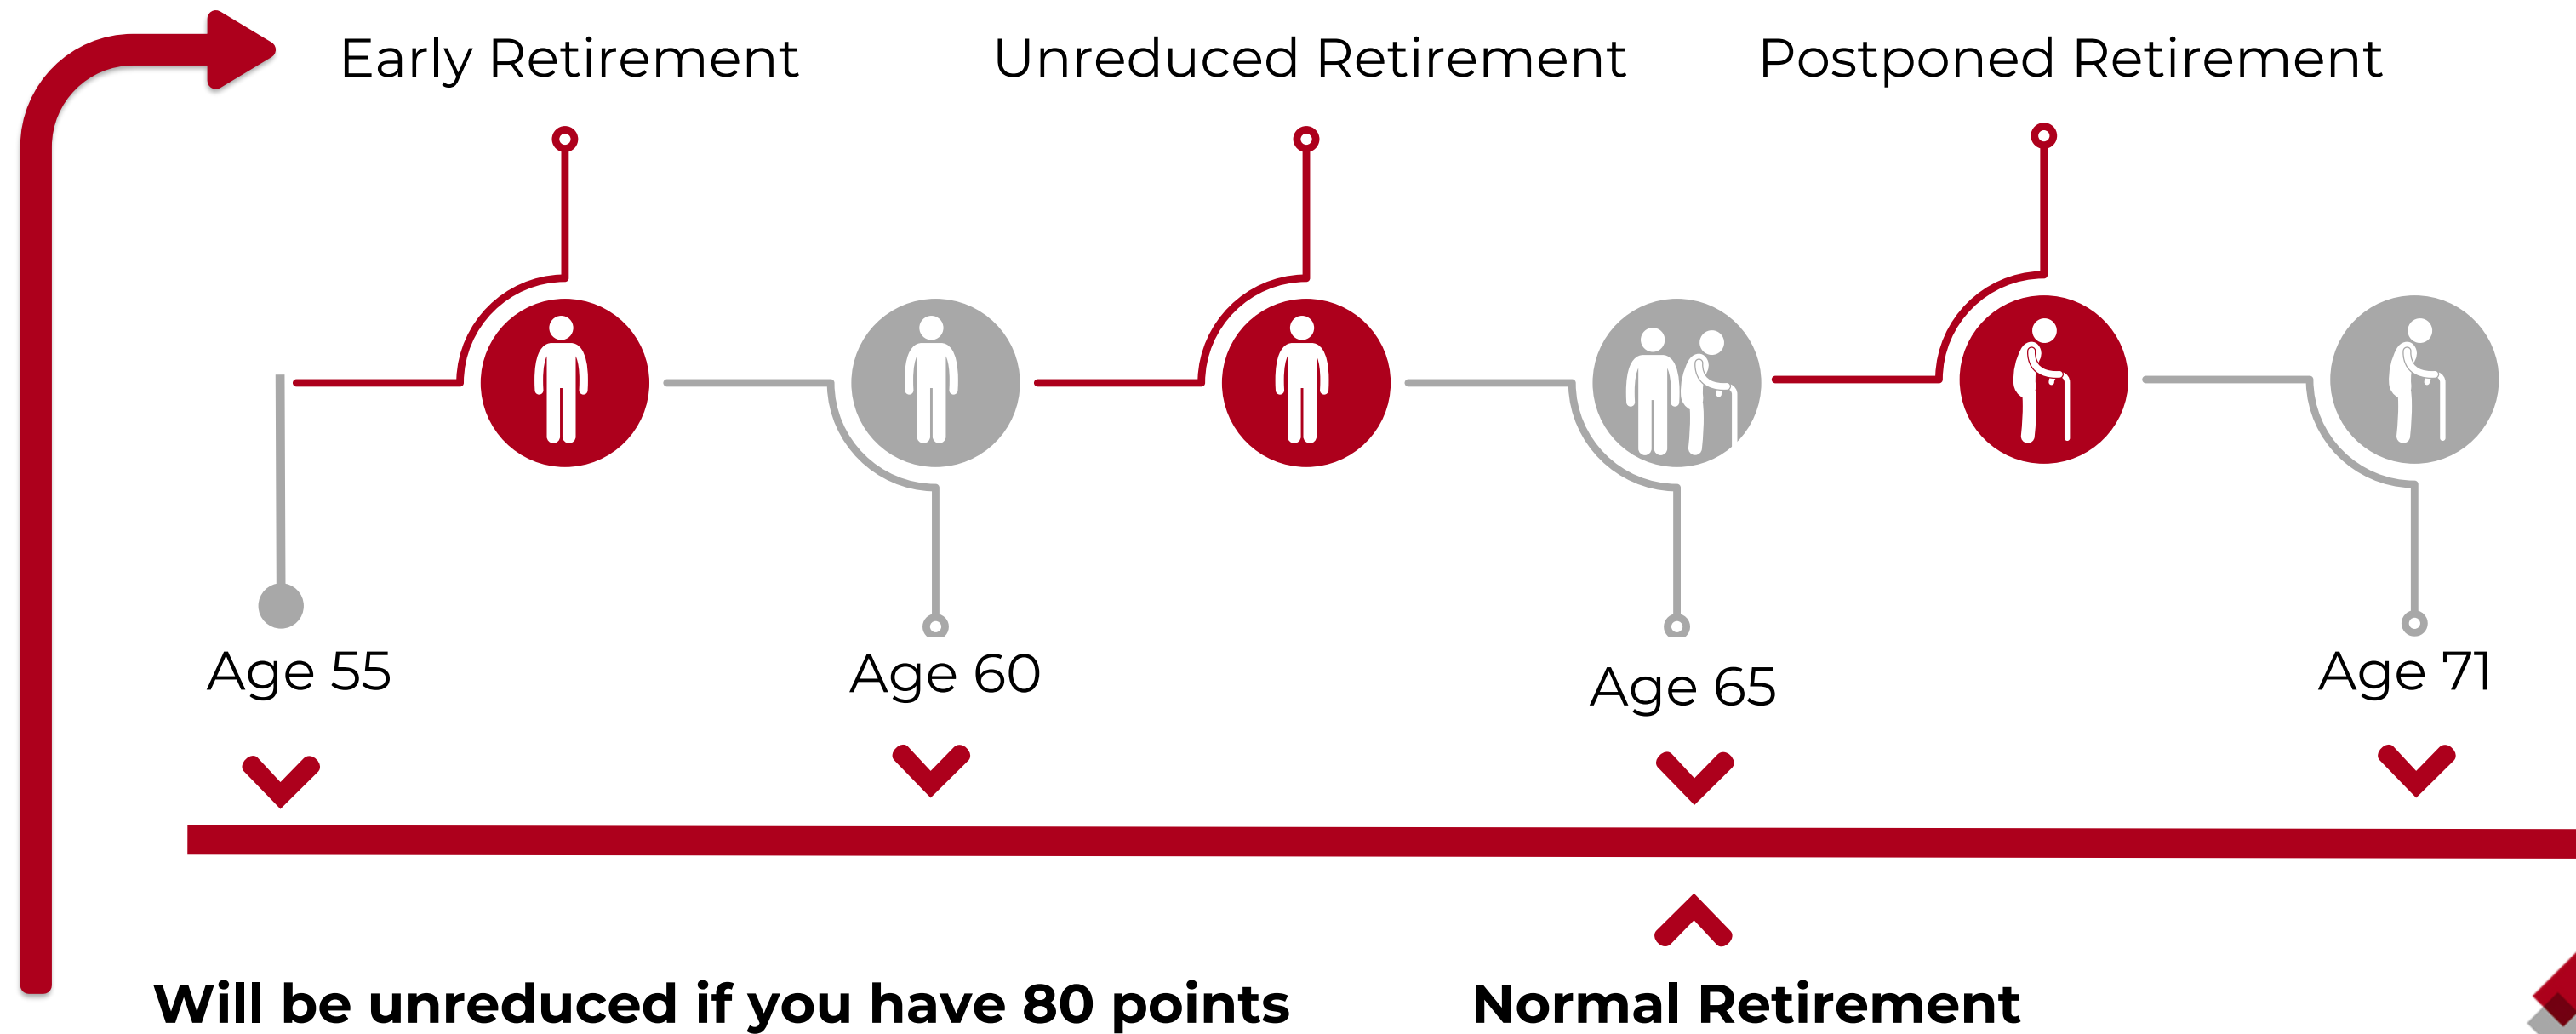 Early Retirement
Unreduced Retirement
Postponed Retirement
Age 55
Age 60
Age 65
Age 71
Will be unreduced if you have 80 points
Normal Retirement